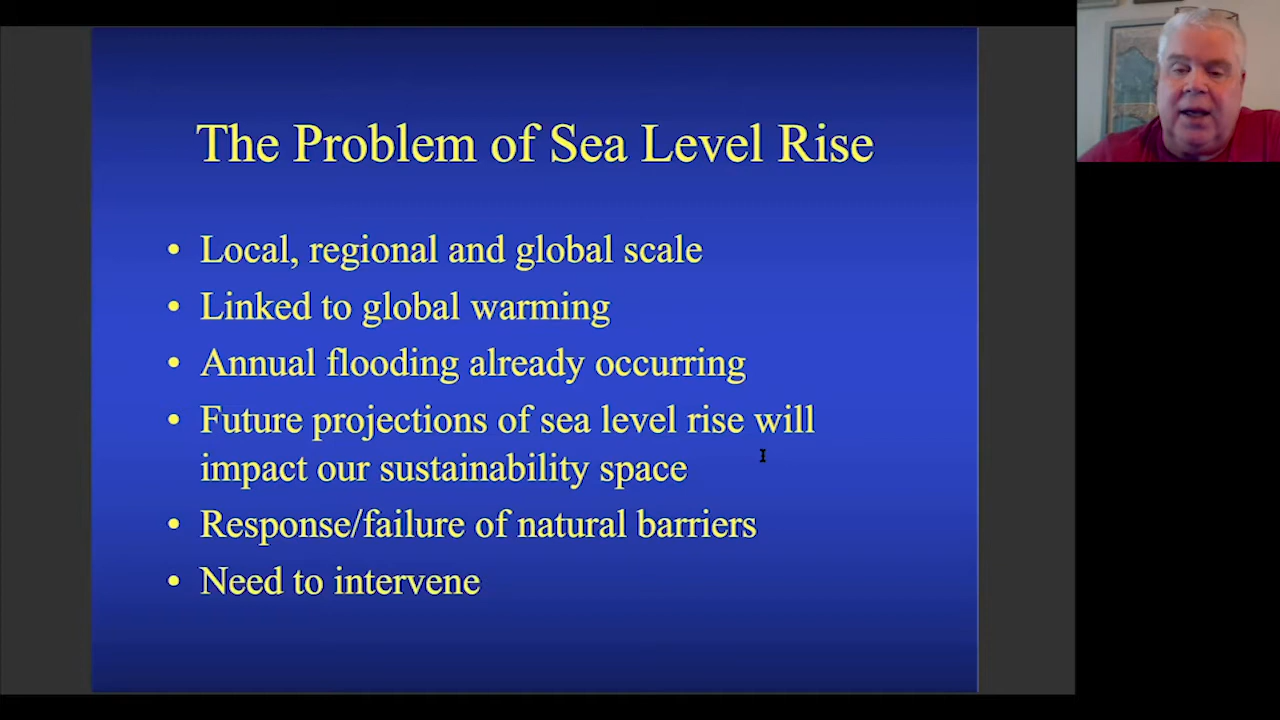 The Problem of Sea Level Rise
• Local, regional and global scale
• Linked to global warming
• Annual flooding already occurring
• Future projections of sea level rise will
impact our sustainability space
• Response/failure of natural barriers
• Need to intervene